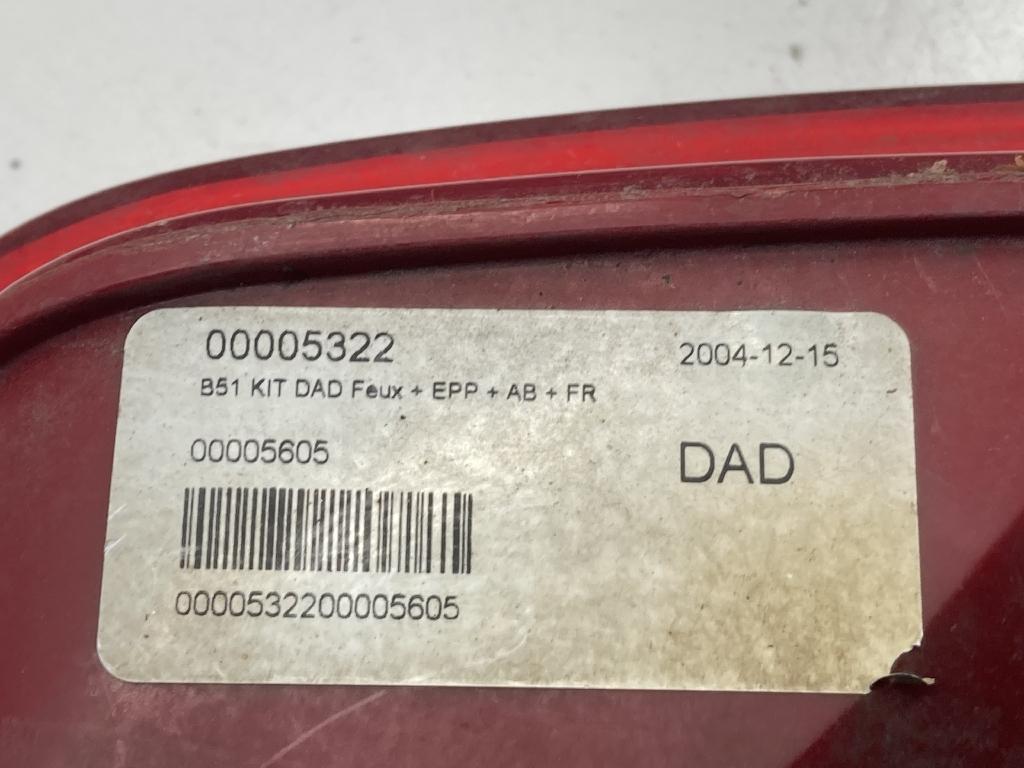 00005322
2004-12-15
B51 KIT DAD Feux + EPP + AB + FR
00005605
DAD
0000532200005605